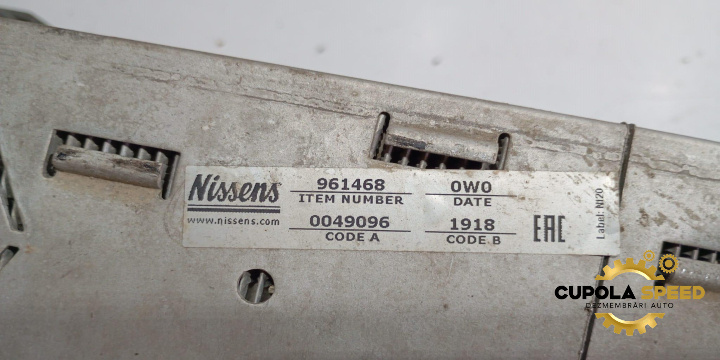 Nissens
www.nissens.com
961468
ITEM NUMBER
0W0
DATE
0049096
CODE A
1918
CODE B
EAC
Label: NI20
CUPOLA SPEED
DEZMEMBRĂRI AUTO